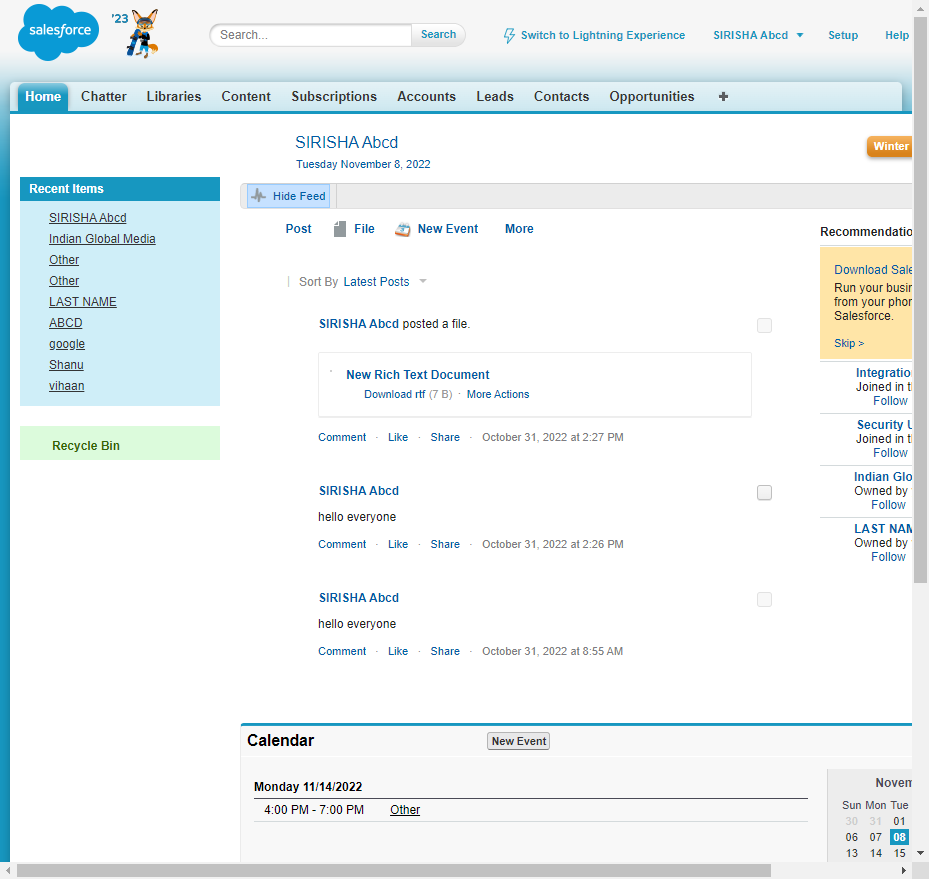 salesforce
'23
Search...
Search
Switch to Lightning Experience
SIRISHA Abcd
Setup
Help
Home
Chatter
Libraries
Content
Subscriptions
Accounts
Leads
Contacts
Opportunities
+
SIRISHA Abcd
Tuesday November 8, 2022
Winter
Recent Items
SIRISHA Abcd
Indian Global Media
Other
Other
LAST NAME
ABCD
google
Shanu
vihaan
Recycle Bin
Hide Feed
Post
File
New Event
More
Sort By Latest Posts
SIRISHA Abcd posted a file.
New Rich Text Document
Download rtf (7 B) · More Actions
Comment · Like · Share · October 31, 2022 at 2:27 PM
SIRISHA Abcd
hello everyone
Comment · Like · Share · October 31, 2022 at 2:26 PM
SIRISHA Abcd
hello everyone
Comment · Like · Share · October 31, 2022 at 8:55 AM
Recommendatio
Download Sale
Run your busi
from your phor
Salesforce.
Skip >
Integratio
Joined in t
Follow
Security U
Joined in t
Follow
Indian Glo
Owned by
Follow
LAST NAM
Owned by
Follow
Calendar
New Event
Monday 11/14/2022
4:00 PM - 7:00 PM Other
Novem
Sun Mon Tue
30 31 01
06 07 08
13 14 15